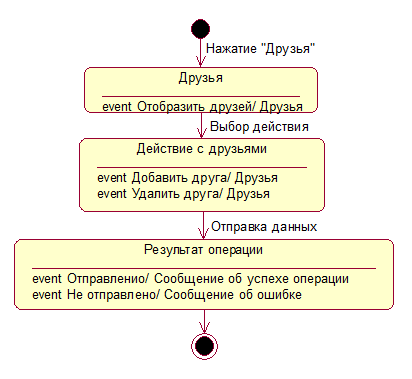 Нажатие "Друзья"
Друзья
event Отобразить друзей/ Друзья
Выбор действия
Действие с друзьями
event Добавить друга/ Друзья
event Удалить друга/ Друзья
Отправка данных
Результат операции
event Отправленио/ Сообщение об успехе операции
event Не отправлено/ Сообщение об ошибке